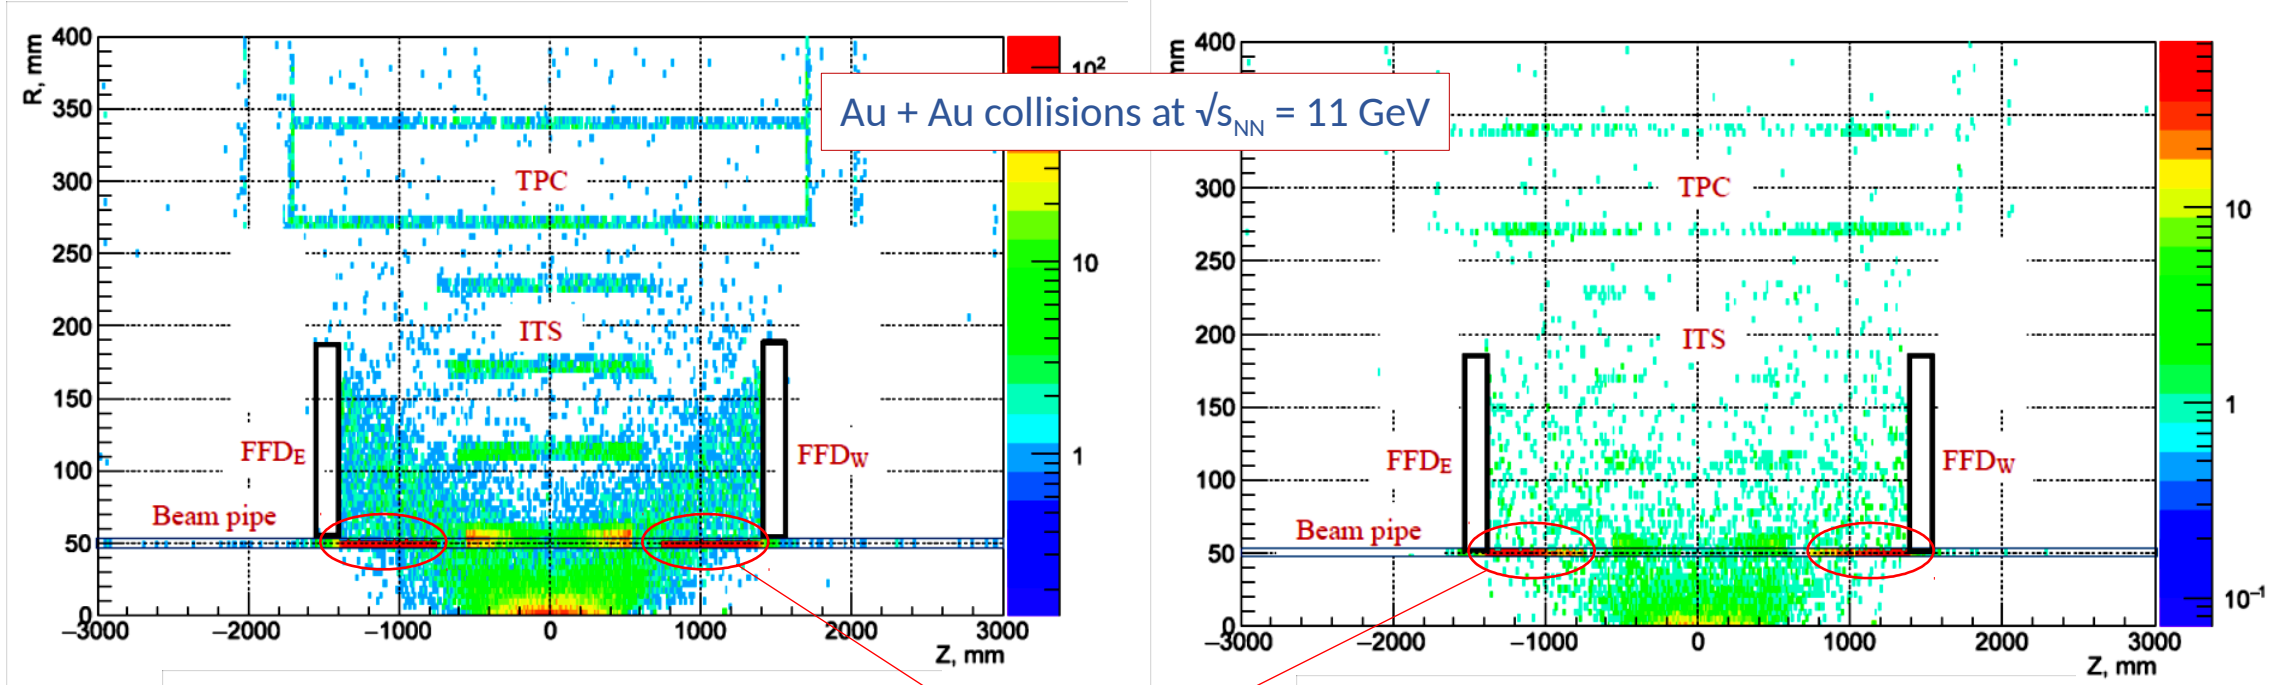 Au + Au collisions at √sNN = 11 GeV
R, mm
400
350
300
250
200
150
100
50
0
TPC
ITS
FFDE
FFDW
Beam pipe
−3000 −2000 −1000 0 1000 2000 3000
Z, mm
10²
10
1
mm
400
300
250
200
150
100
50
0
TPC
ITS
FFDE
FFDW
Beam pipe
−3000 −2000 −1000 0 1000 2000 3000
Z, mm
10
1
10⁻¹